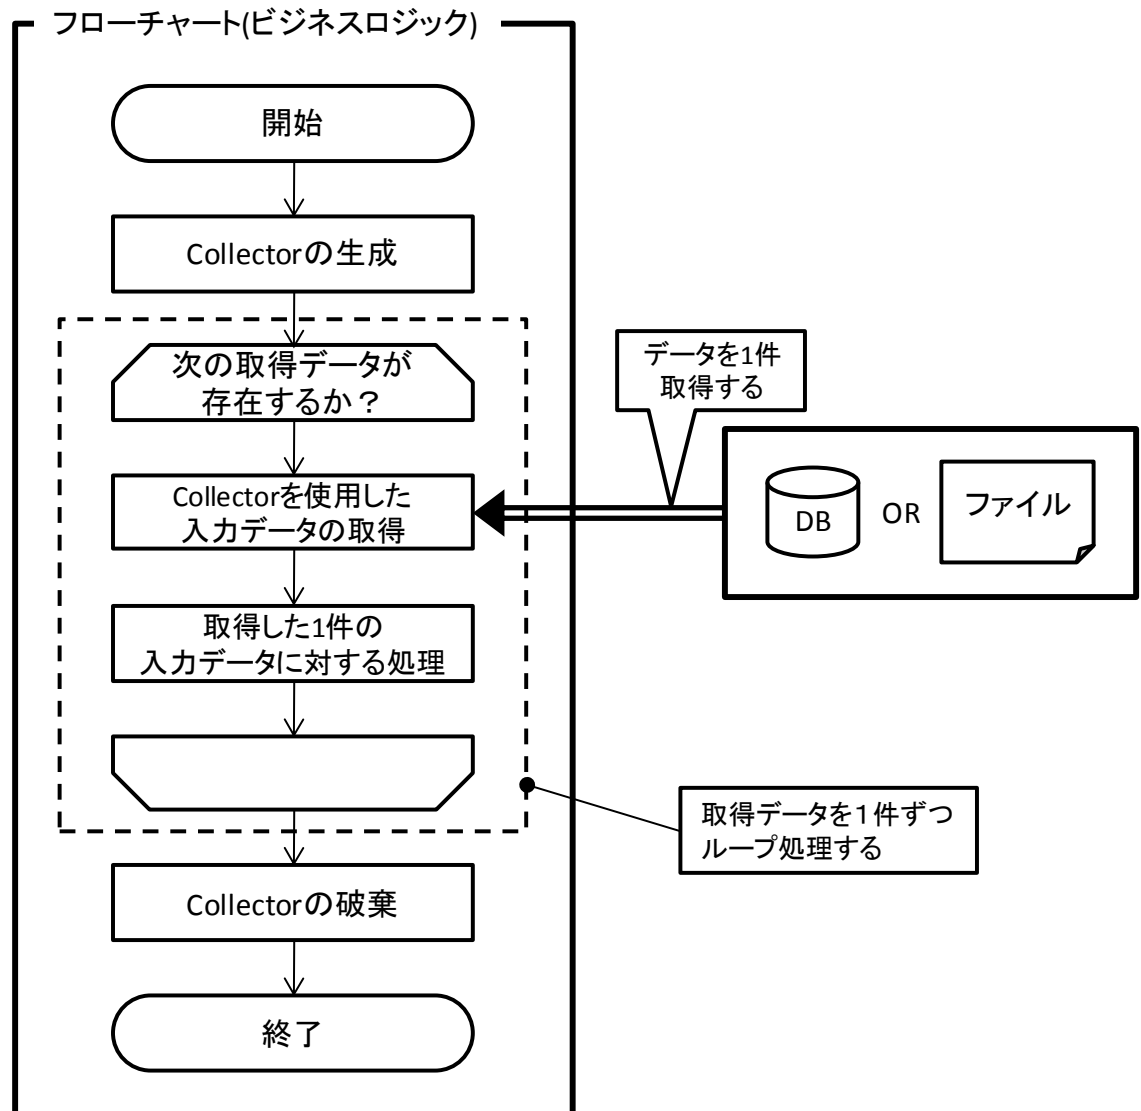 フローチャート(ビジネスロジック)
開始
Collectorの生成
次の取得データが
存在するか？
データを1件
取得する
Collectorを使用した
入力データの取得
DB
OR
ファイル
取得した1件の
入力データに対する処理
取得データを１件ずつ
ループ処理する
Collectorの破棄
終了